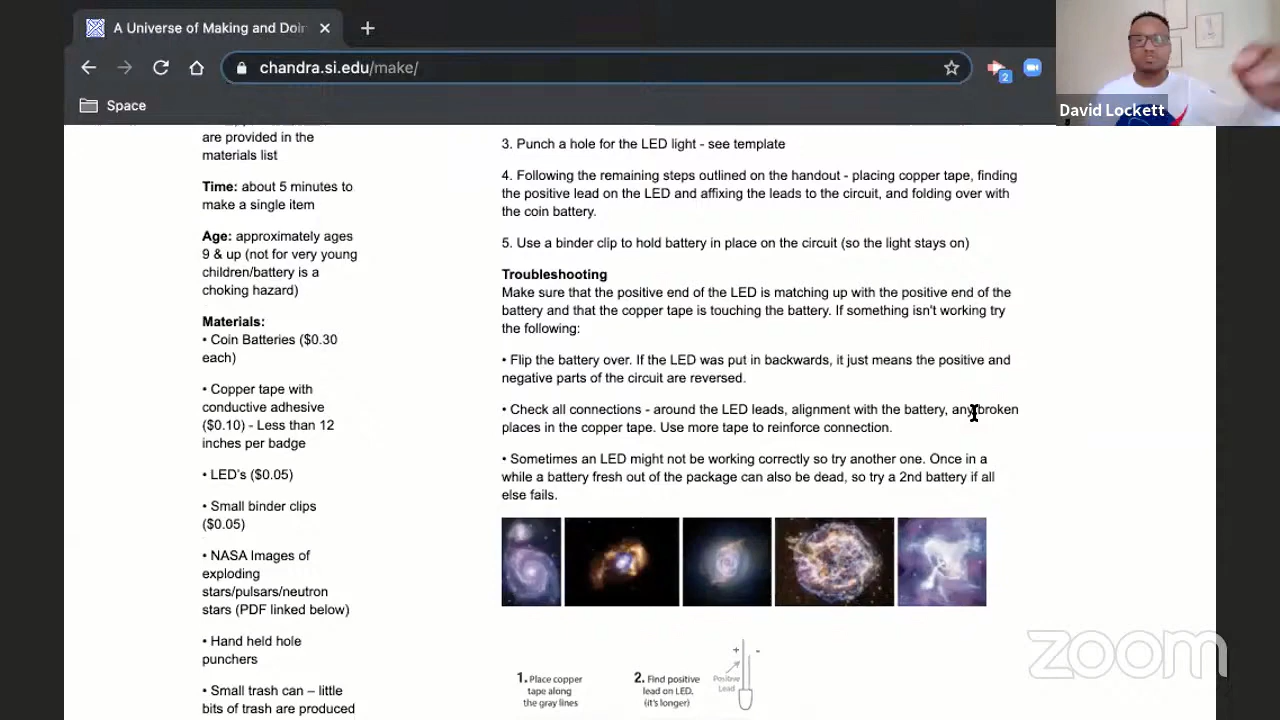 A Universe of Making and Doin
chandra.si.edu/make/
2
Space
David Lockett
are provided in the
materials list
Time: about 5 minutes to
make a single item
Age: approximately ages
9 & up (not for very young
children/battery is a
choking hazard)
Materials:
• Coin Batteries ($0.30
each)
• Copper tape with
conductive adhesive
($0.10) - Less than 12
inches per badge
• LED's ($0.05)
• Small binder clips
($0.05)
• NASA Images of
exploding
stars/pulsars/neutron
stars (PDF linked below)
• Hand held hole
punchers
• Small trash can – little
bits of trash are produced
3. Punch a hole for the LED light - see template
4. Following the remaining steps outlined on the handout - placing copper tape, finding
the positive lead on the LED and affixing the leads to the circuit, and folding over with
the coin battery.
5. Use a binder clip to hold battery in place on the circuit (so the light stays on)
Troubleshooting
Make sure that the positive end of the LED is matching up with the positive end of the
battery and that the copper tape is touching the battery. If something isn't working try
the following:
• Flip the battery over. If the LED was put in backwards, it just means the positive and
negative parts of the circuit are reversed.
• Check all connections - around the LED leads, alignment with the battery, any broken
places in the copper tape. Use more tape to reinforce connection.
• Sometimes an LED might not be working correctly so try another one. Once in a
while a battery fresh out of the package can also be dead, so try a 2nd battery if all
else fails.
1. Place copper
tape along
the gray lines
2. Find positive
lead on LED.
(it's longer)
+ -
Positive
Lead
zoom